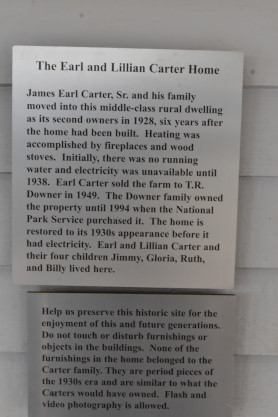 The Earl and Lillian Carter Home
James Earl Carter, Sr. and his family
moved into this middle-class rural dwelling
as its second owners in 1928, six years after
the home had been built. Heating was
accomplished by fireplaces and wood
stoves. Initially, there was no running
water and electricity was unavailable until
1938. Earl Carter sold the farm to T.R.
Downer in 1949. The Downer family owned
the property until 1994 when the National
Park Service purchased it. The home is
restored to its 1930s appearance before it
had electricity. Earl and Lillian Carter and
their four children Jimmy, Gloria, Ruth,
and Billy lived here.
Help us preserve this historic site for the
enjoyment of this and future generations.
Do not touch or disturb furnishings or
objects in the buildings. None of the
furnishings in the home belonged to the
Carter family. They are period pieces of
the 1930s era and are similar to what the
Carters would have owned. Flash and
video photography is allowed.